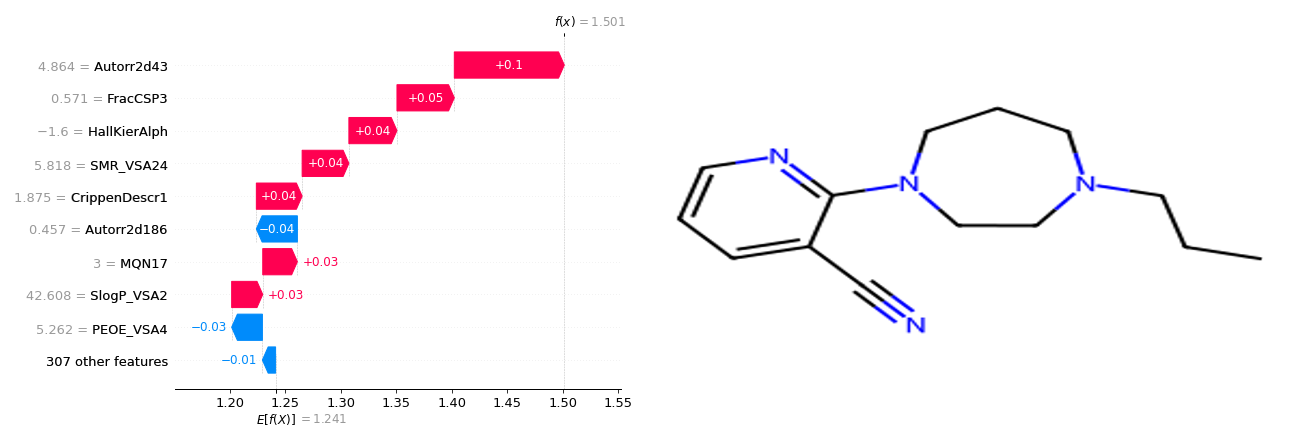 f(x) = 1.501
4.864 = Autorr2d43
+0.1
0.571 = FracCSP3
+0.05
−1.6 = HallKierAlph
+0.04
5.818 = SMR_VSA24
+0.04
1.875 = CrippenDescr1
+0.04
0.457 = Autorr2d186
−0.04
3 = MQN17
+0.03
42.608 = SlogP_VSA2
+0.03
5.262 = PEOE_VSA4
−0.03
307 other features
−0.01
1.20 1.25 1.30 1.35 1.40 1.45 1.50 1.55
E[f(X)] = 1.241
N
N
N
N